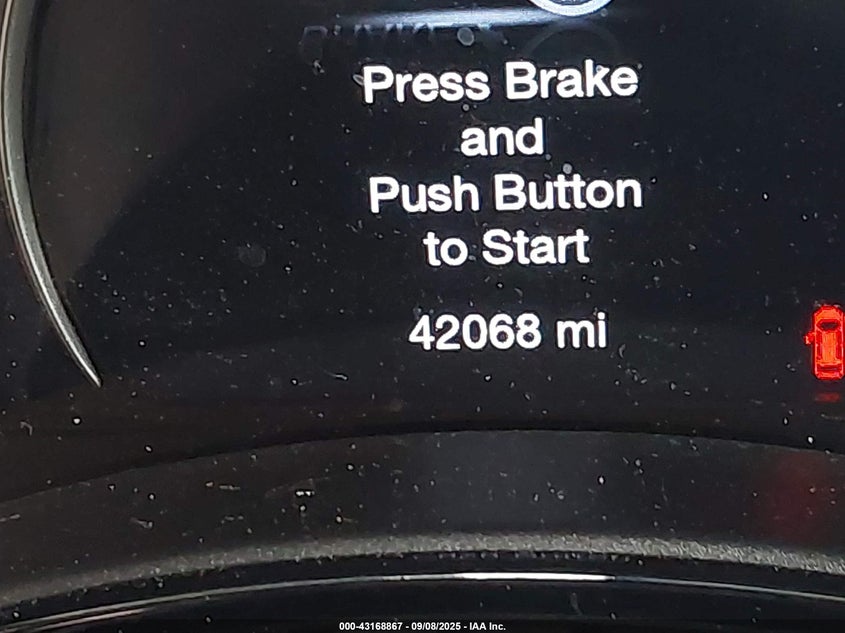 Press Brake
and
Push Button
to Start
42068 mi
000-43168867 - 09/08/2025 - IAA Inc.